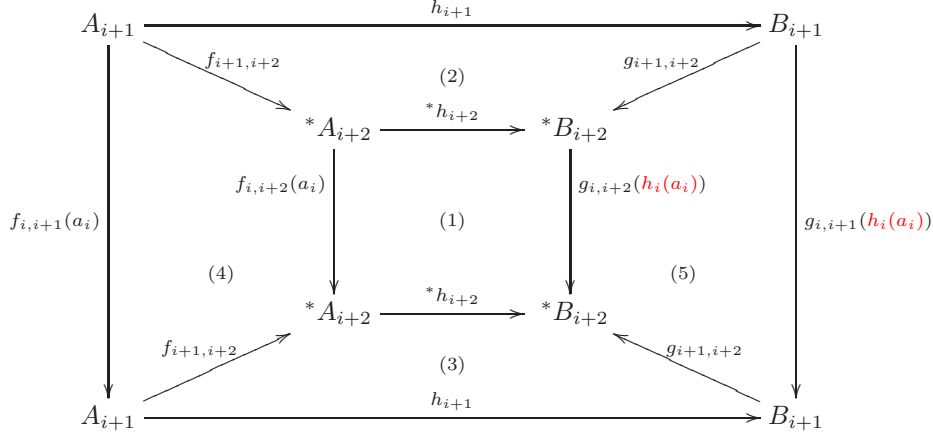 h_{i+1}
A_{i+1} B_{i+1}
f_{i+1,i+2} (2) g_{i+1,i+2}
*h_{i+2}
*A_{i+2} *B_{i+2}
f_{i,i+2}(a_i) g_{i,i+2}(h_i(a_i))
f_{i,i+1}(a_i) (1) g_{i,i+1}(h_i(a_i))
(4) (5)
*h_{i+2}
*A_{i+2} *B_{i+2}
f_{i+1,i+2} (3) g_{i+1,i+2}
h_{i+1}
A_{i+1} B_{i+1}